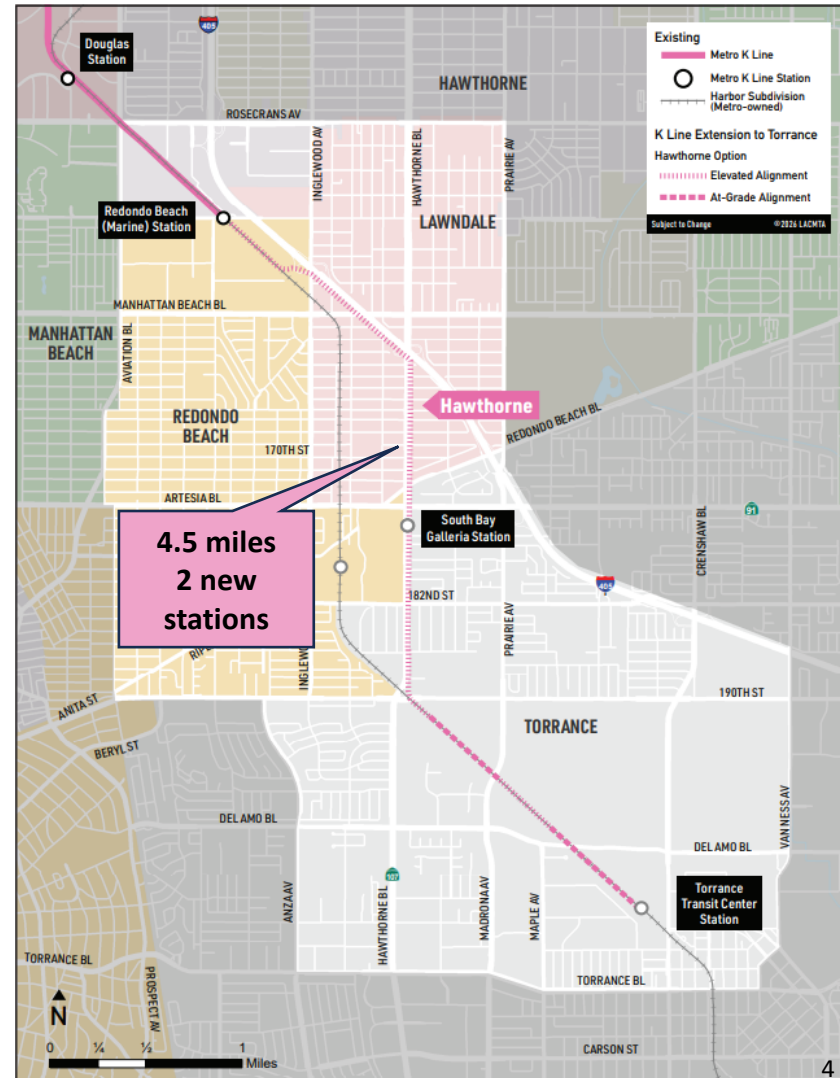 405
Douglas
Station
HAWTHORNE
ROSECRANS AV
INGLEWOOD AV
HAWTHORNE BL
PRAIRIE AV
Existing
Metro K Line
Metro K Line Station
Harbor Subdivision
(Metro-owned)
K Line Extension to Torrance
Hawthorne Option
Elevated Alignment
At-Grade Alignment
Subject to Change
©2026 LACMTA
Redondo Beach
(Marine) Station
LAWNDALE
MANHATTAN BEACH BL
MANHATTAN
BEACH
AVIATION BL
REDONDO
BEACH
Hawthorne
REDONDO BEACH BL
170TH ST
ARTESIA BL
4.5 miles
2 new
stations
South Bay
Galleria Station
91
CRENSHAW BL
405
182ND ST
PRAIRIE AV
190TH ST
ANITA ST
BERYL ST
TORRANCE
VAN NESS AV
DEL AMO BL
DEL AMO BL
107
ANZA AV
HAWTHORNE BL
MADRONA AV
MAPLE AV
Torrance
Transit Center
Station
TORRANCE BL
PROSPECT AV
TORRANCE BL
N
0 ¼ ½ 1
Miles
CARSON ST
4